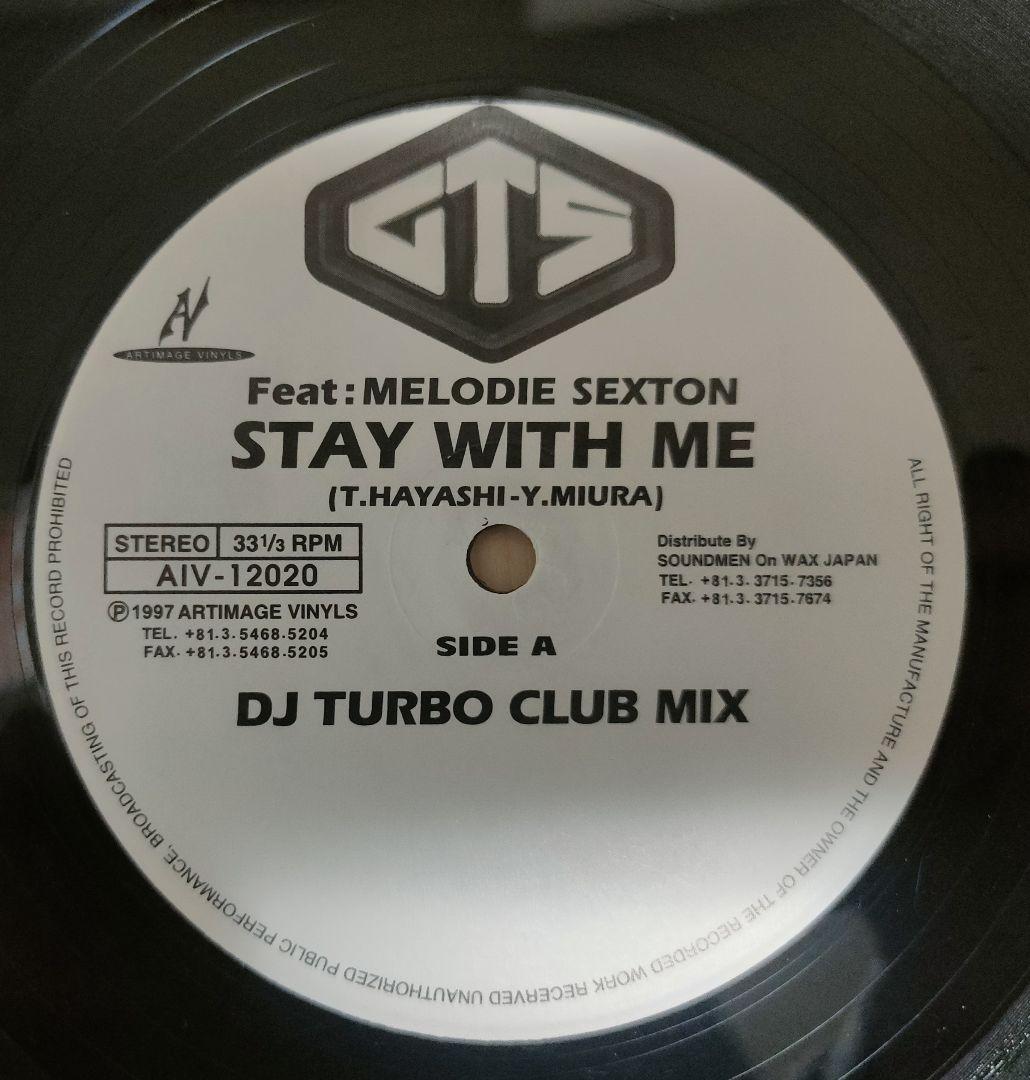 GTS
AV
ARTIMAGE VINYLS
Feat:MELODIE SEXTON
STAY WITH ME
(T.HAYASHI-Y.MIURA)
STEREO 33 1/3 RPM
AIV-12020
Ⓟ1997 ARTIMAGE VINYLS
TEL. +81.3.5468.5204
FAX. +81.3.5468.5205
Distribute By
SOUNDMEN On WAX JAPAN
TEL. +81.3.3715.7356
FAX. +81.3.3715.7674
SIDE A
DJ TURBO CLUB MIX
ALL RIGHT OF THE MANUFACTURE AND THE OWNER OF THE RECORDED WORK RECERVED UNAUTHORIZED PUBLIC PERFORMANCE, BROADCASTING OF THIS RECORD PROHIBITED